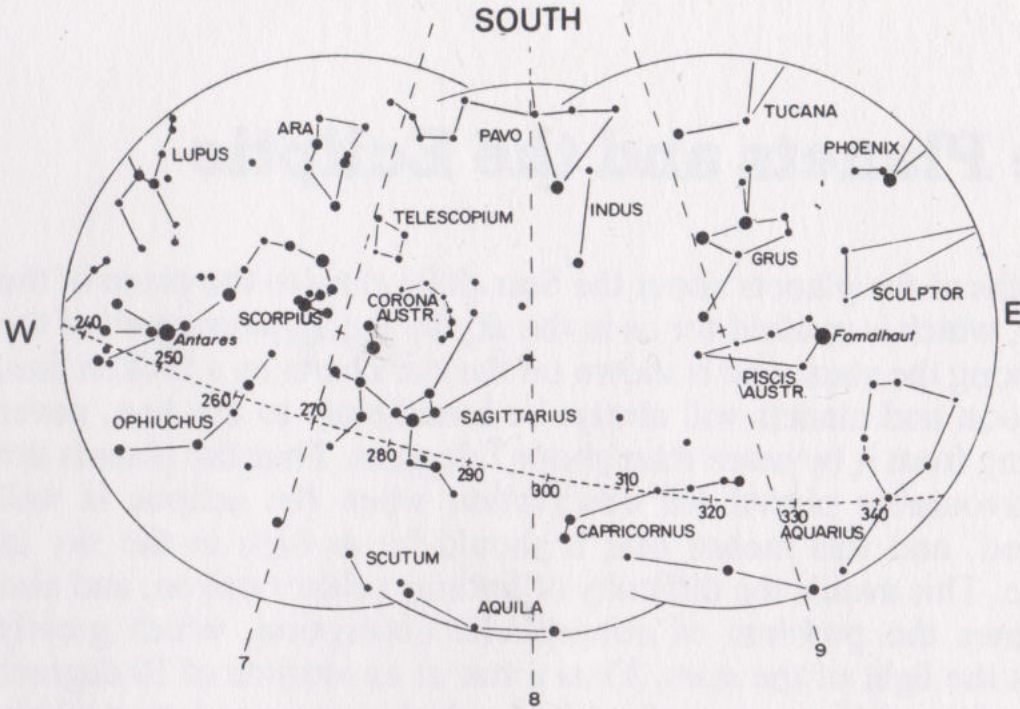 SOUTH
TUCANA
ARA
PAVO
LUPUS
PHOENIX
TELESCOPIUM
INDUS
GRUS
CORONA
AUSTR.
SCORPIUS
SCULPTOR
W
240
Antares
E
Fomalhaut
250
PISCIS
AUSTR.
260
270
OPHIUCHUS
SAGITTARIUS
280
290
300
310
320
330
340
CAPRICORNUS
AQUARIUS
SCUTUM
AQUILA
7
9
8